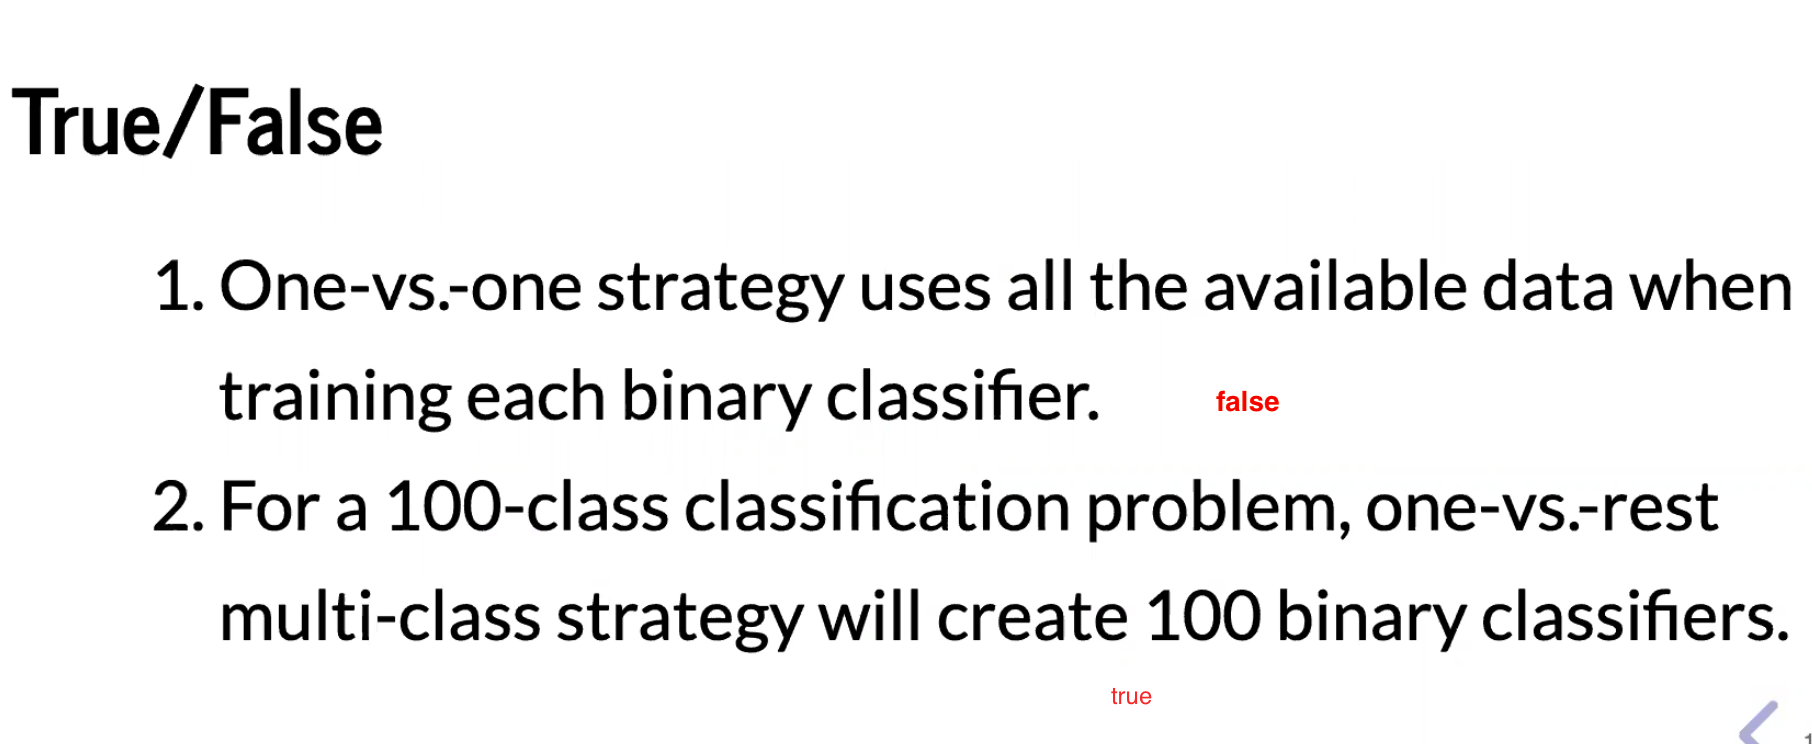 True/False
1. One-vs.-one strategy uses all the available data when
training each binary classifier.
false
2. For a 100-class classification problem, one-vs.-rest
multi-class strategy will create 100 binary classifiers.
true